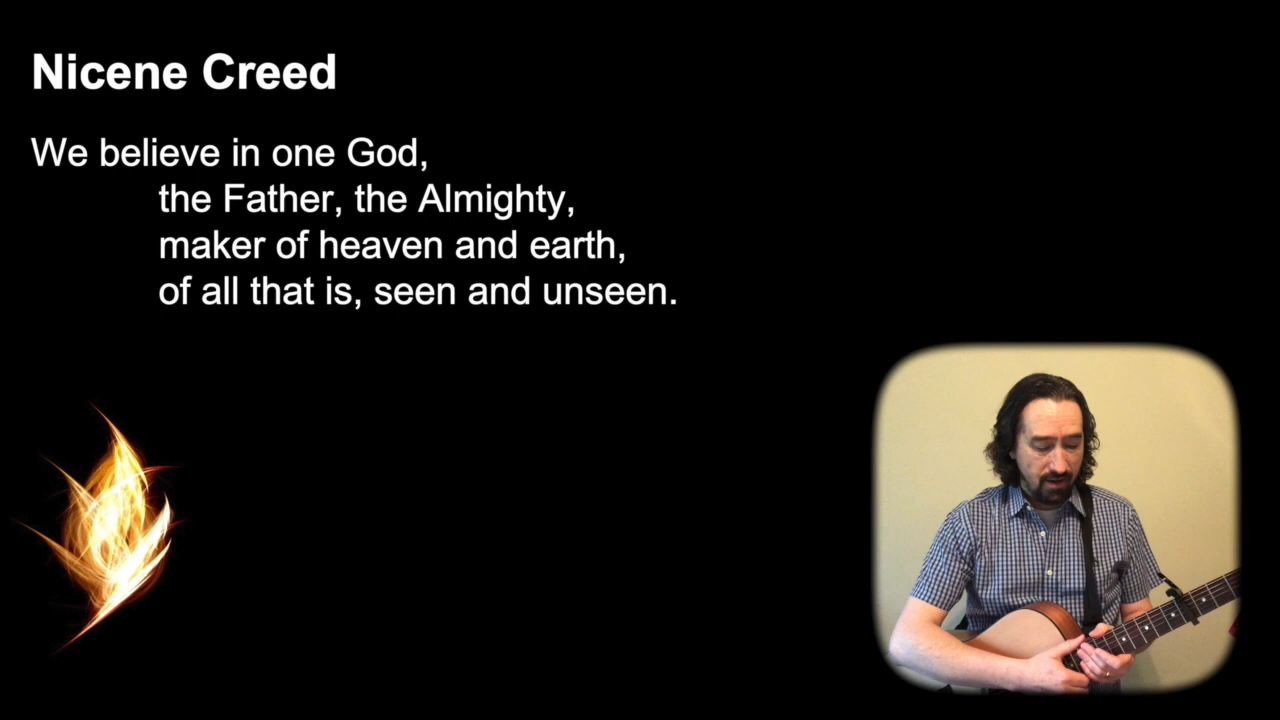 Nicene Creed
We believe in one God,
the Father, the Almighty,
maker of heaven and earth,
of all that is, seen and unseen.